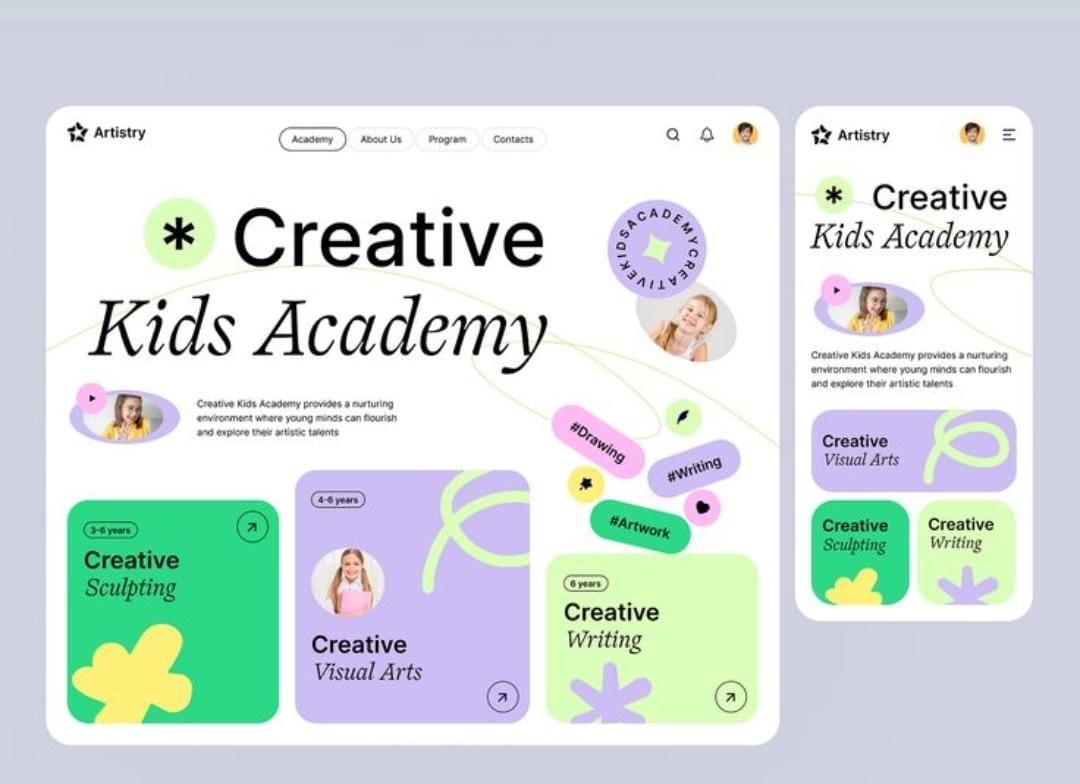 Artistry
Academy
About Us
Program
Contacts
* Creative
Kids Academy
CREATIVEKIDSACADEMY
Creative Kids Academy provides a nurturing
environment where young minds can flourish
and explore their artistic talents
#Drawing
#Writing
#Artwork
3-6 years
Creative
Sculpting
4-6 years
Creative
Visual Arts
6 years
Creative
Writing
Artistry
* Creative
Kids Academy
Creative Kids Academy provides a nurturing
environment where young minds can flourish
and explore their artistic talents
Creative
Visual Arts
Creative
Sculpting
Creative
Writing